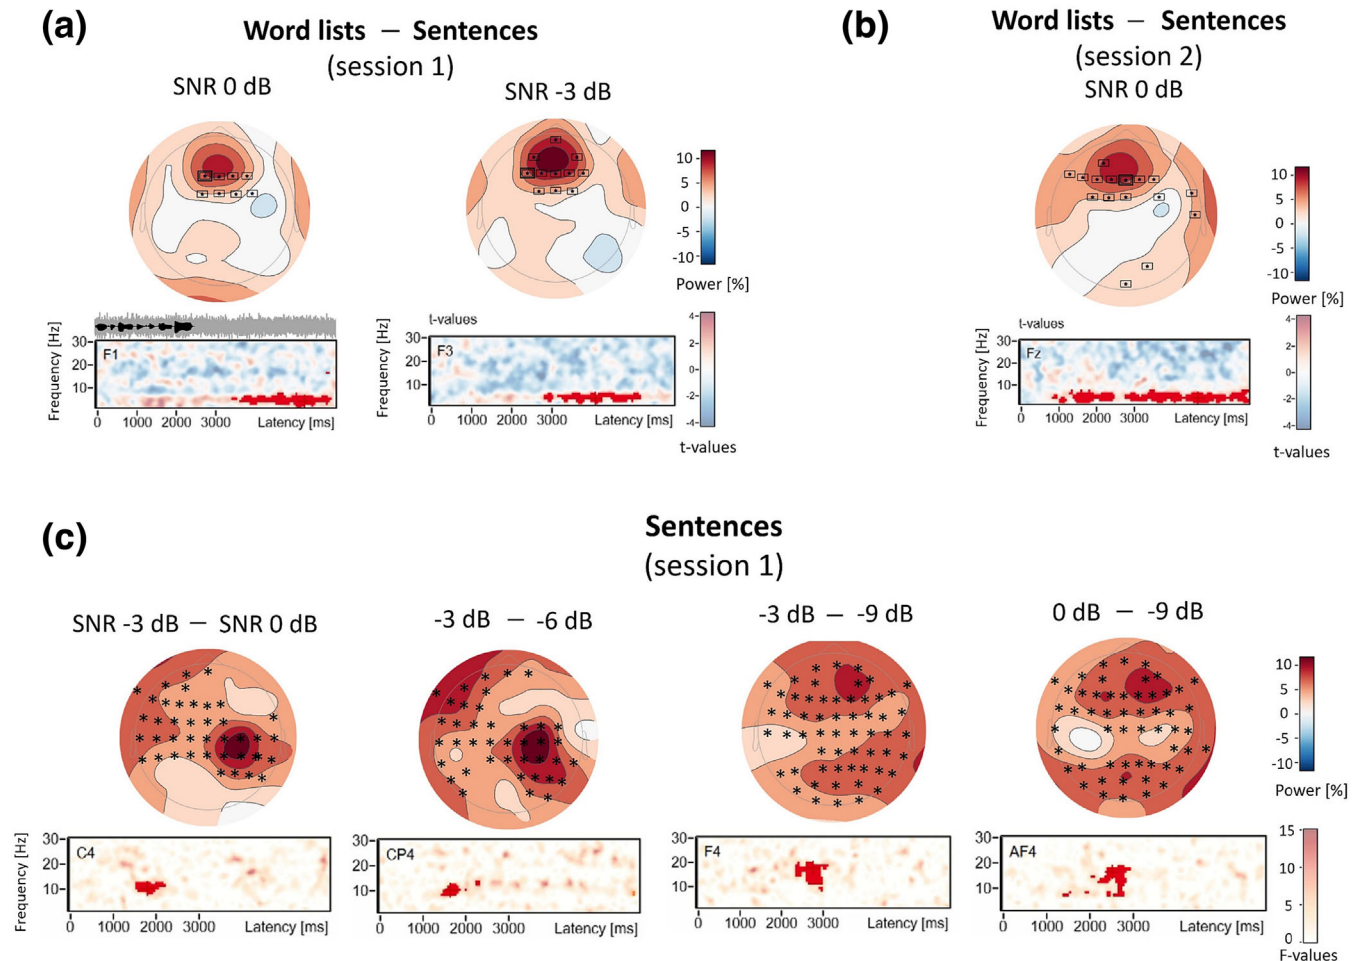 (a)
Word lists – Sentences
(session 1)
SNR 0 dB
SNR -3 dB
10
5
0
-5
-10
Power [%]
Frequency [Hz]
30
20
10
F1
0
1000
2000
3000
Latency [ms]
t-values
Frequency [Hz]
30
20
10
F3
0
1000
2000
3000
Latency [ms]
4
2
0
-2
-4
t-values
(b)
Word lists – Sentences
(session 2)
SNR 0 dB
10
5
0
-5
-10
Power [%]
t-values
Frequency [Hz]
30
20
10
Fz
0
1000
2000
3000
Latency [ms]
4
2
0
-2
-4
t-values
(c)
Sentences
(session 1)
SNR -3 dB – SNR 0 dB
-3 dB – -6 dB
-3 dB – -9 dB
0 dB – -9 dB
10
5
0
-5
-10
Power [%]
Frequency [Hz]
30
20
10
C4
0
1000
2000
3000
Latency [ms]
30
20
10
CP4
0
1000
2000
3000
Latency [ms]
30
20
10
F4
0
1000
2000
3000
Latency [ms]
30
20
10
AF4
0
1000
2000
3000
Latency [ms]
15
10
5
0
F-values